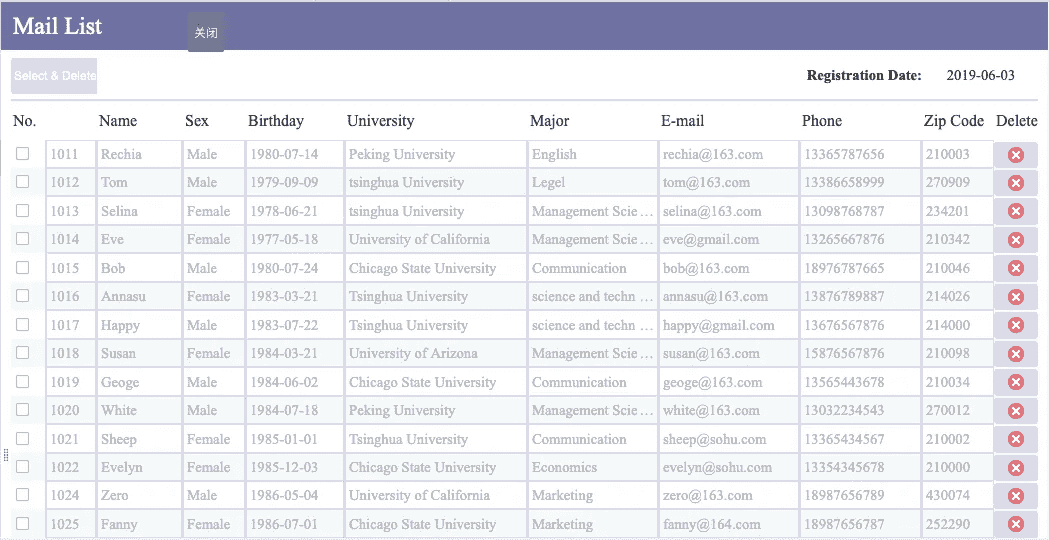 Mail List
关闭
Select & Delete
Registration Date: 2019-06-03
No. Name Sex Birthday University Major E-mail Phone Zip Code Delete
1011 Rechia Male 1980-07-14 Peking University English rechia@163.com 13365787656 210003
1012 Tom Male 1979-09-09 tsinghua University Legel tom@163.com 13386658999 270909
1013 Selina Female 1978-06-21 tsinghua University Management Scie ... selina@163.com 13098768787 234201
1014 Eve Female 1977-05-18 University of California Management Scie ... eve@gmail.com 13265667876 210342
1015 Bob Male 1980-07-24 Chicago State University Communication bob@163.com 18976787665 210046
1016 Annasu Female 1983-03-21 Tsinghua University science and techn ... annasu@163.com 13876789887 214026
1017 Happy Male 1983-07-22 Tsinghua University science and techn ... happy@gmail.com 13676567876 214000
1018 Susan Female 1984-03-21 University of Arizona Management Scie ... susan@163.com 15876567876 210098
1019 Geoge Male 1984-06-02 Chicago State University Communication geoge@163.com 13565443678 210034
1020 White Male 1984-07-18 Peking University Management Scie ... white@163.com 13032234543 270012
1021 Sheep Female 1985-01-01 Tsinghua University Communication sheep@sohu.com 13365434567 210002
1022 Evelyn Female 1985-12-03 Chicago State University Economics evelyn@sohu.com 13354345678 210000
1024 Zero Male 1986-05-04 University of California Marketing zero@163.com 18987656789 430074
1025 Fanny Female 1986-07-01 Chicago State University Marketing fanny@164.com 18987656787 252290